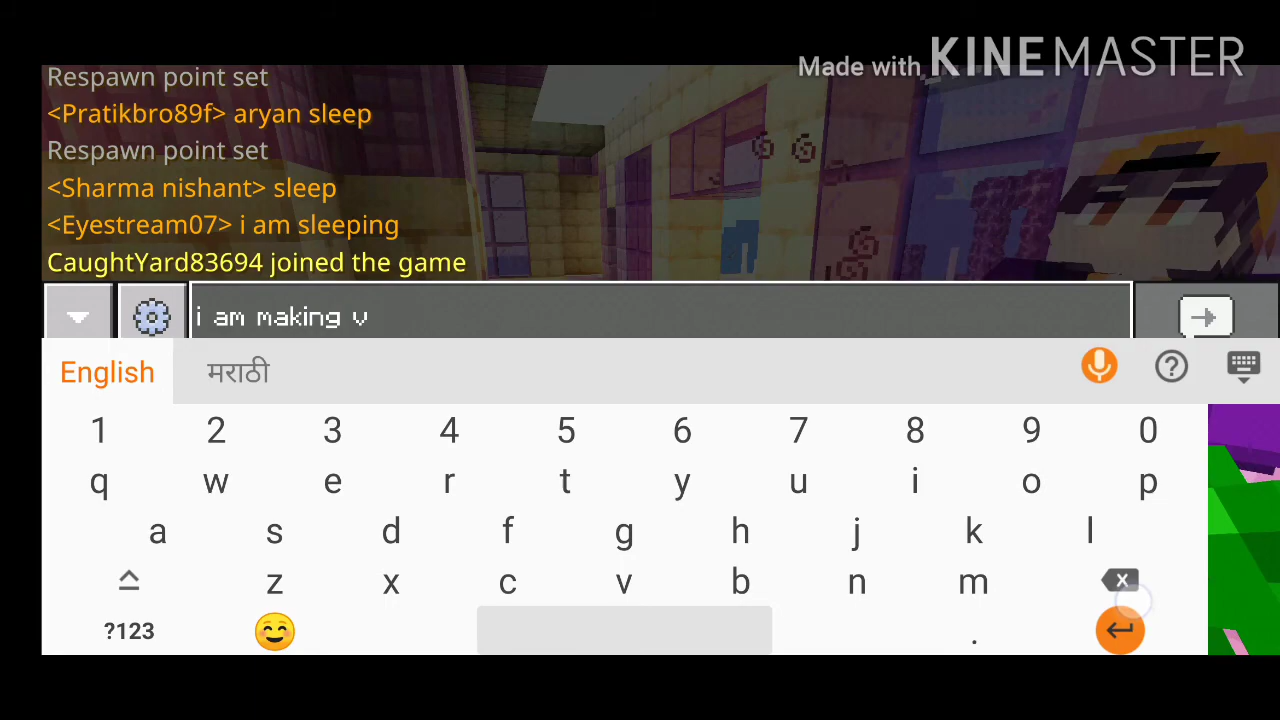 Made with KINEMASTER
Respawn point set
<Pratikbro89f> aryan sleep
Respawn point set
<Sharma nishant> sleep
<Eyestream07> i am sleeping
CaughtYard83694 joined the game
i am making v
English मराठी
1 2 3 4 5 6 7 8 9 0
q w e r t y u i o p
a s d f g h j k l
z x c v b n m
?123 .